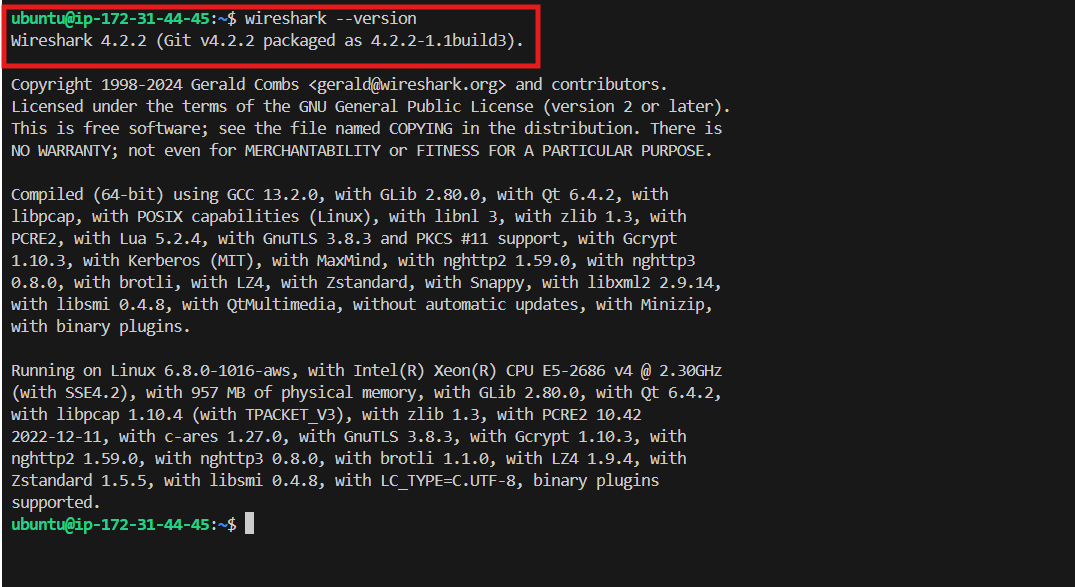 ubuntu@ip-172-31-44-45:~$ wireshark --version
Wireshark 4.2.2 (Git v4.2.2 packaged as 4.2.2-1.1build3).
Copyright 1998-2024 Gerald Combs <gerald@wireshark.org> and contributors.
Licensed under the terms of the GNU General Public License (version 2 or later).
This is free software; see the file named COPYING in the distribution. There is
NO WARRANTY; not even for MERCHANTABILITY or FITNESS FOR A PARTICULAR PURPOSE.
Compiled (64-bit) using GCC 13.2.0, with GLib 2.80.0, with Qt 6.4.2, with
libpcap, with POSIX capabilities (Linux), with libnl 3, with zlib 1.3, with
PCRE2, with Lua 5.2.4, with GnuTLS 3.8.3 and PKCS #11 support, with Gcrypt
1.10.3, with Kerberos (MIT), with MaxMind, with nghttp2 1.59.0, with nghttp3
0.8.0, with brotli, with LZ4, with Zstandard, with Snappy, with libxml2 2.9.14,
with libsmi 0.4.8, with QtMultimedia, without automatic updates, with Minizip,
with binary plugins.
Running on Linux 6.8.0-1016-aws, with Intel(R) Xeon(R) CPU E5-2686 v4 @ 2.30GHz
(with SSE4.2), with 957 MB of physical memory, with GLib 2.80.0, with Qt 6.4.2,
with libpcap 1.10.4 (with TPACKET_V3), with zlib 1.3, with PCRE2 10.42
2022-12-11, with c-ares 1.27.0, with GnuTLS 3.8.3, with Gcrypt 1.10.3, with
nghttp2 1.59.0, with nghttp3 0.8.0, with brotli 1.1.0, with LZ4 1.9.4, with
Zstandard 1.5.5, with libsmi 0.4.8, with LC_TYPE=C.UTF-8, binary plugins
supported.
ubuntu@ip-172-31-44-45:~$